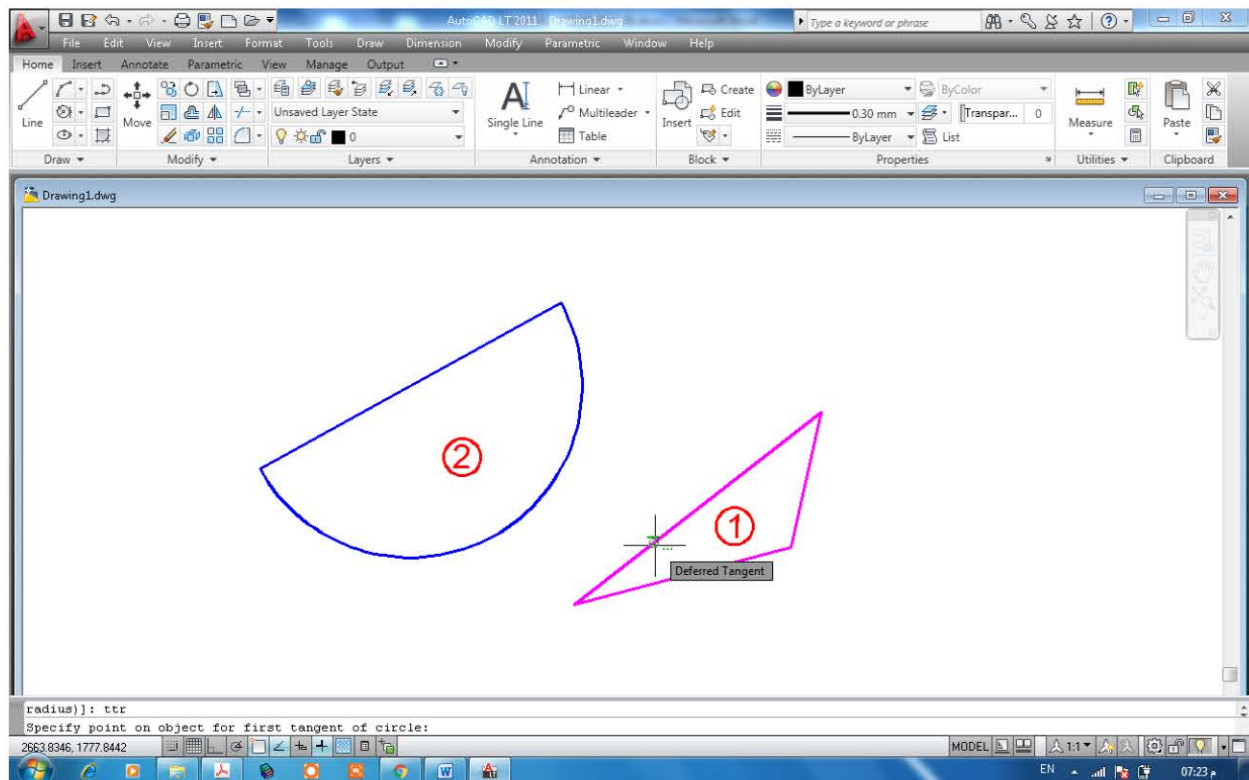 AutoCAD LT 2011 Drawing1.dwg
Type a keyword or phrase
File Edit View Insert Format Tools Draw Dimension Modify Parametric Window Help
Home Insert Annotate Parametric View Manage Output
Line
Move
Unsaved Layer State
0
Single Line
Linear
Multileader
Table
Insert
Create
Edit
ByLayer
ByColor
0.30 mm
Transpar... 0
ByLayer
List
Measure
Paste
Draw Modify Layers Annotation Block Properties Utilities Clipboard
Drawing1.dwg
2
1
Deferred Tangent
radius)]: ttr
Specify point on object for first tangent of circle:
2663.8346, 1777.8442
MODEL
1:1
EN
07:23 م